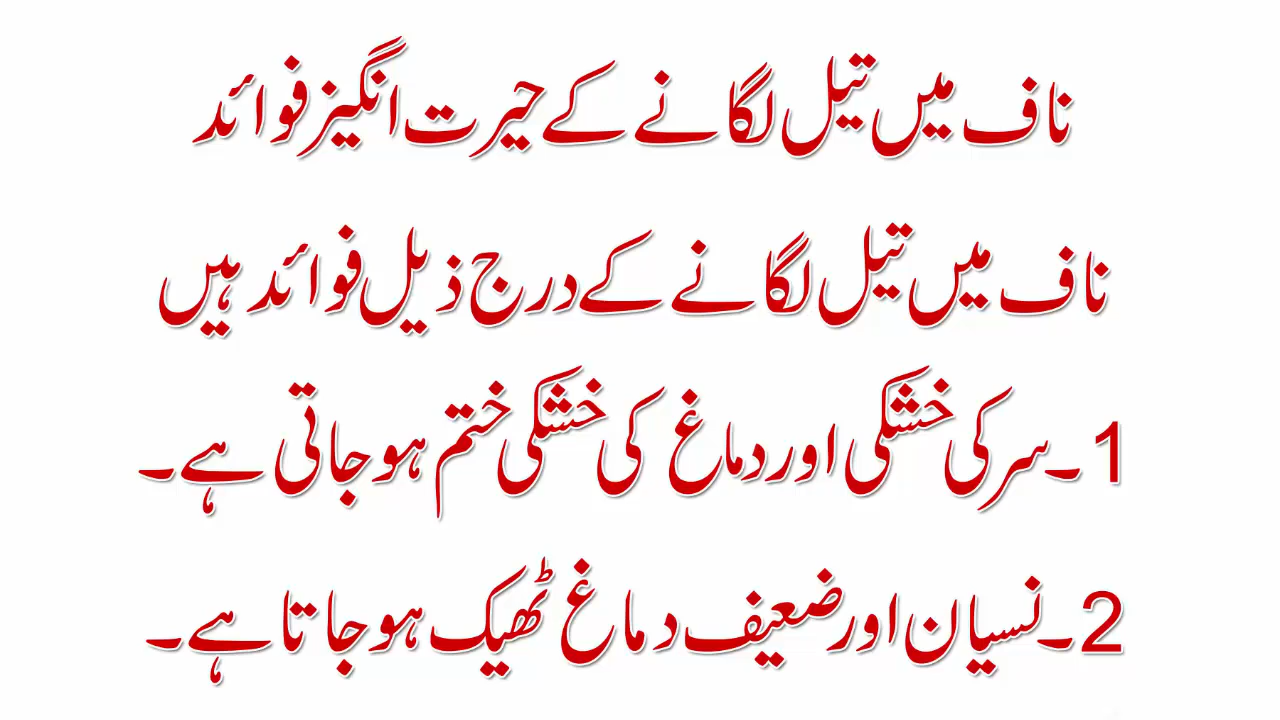 ناف میں تیل لگانے کے حیرت انگیز فوائد
ناف میں تیل لگانے کے درج ذیل فوائد ہیں
1۔سر کی خشکی اور دماغ کی خشکی ختم ہو جاتی ہے۔
2۔نسیان اور ضعیف دماغ ٹھیک ہو جاتا ہے۔